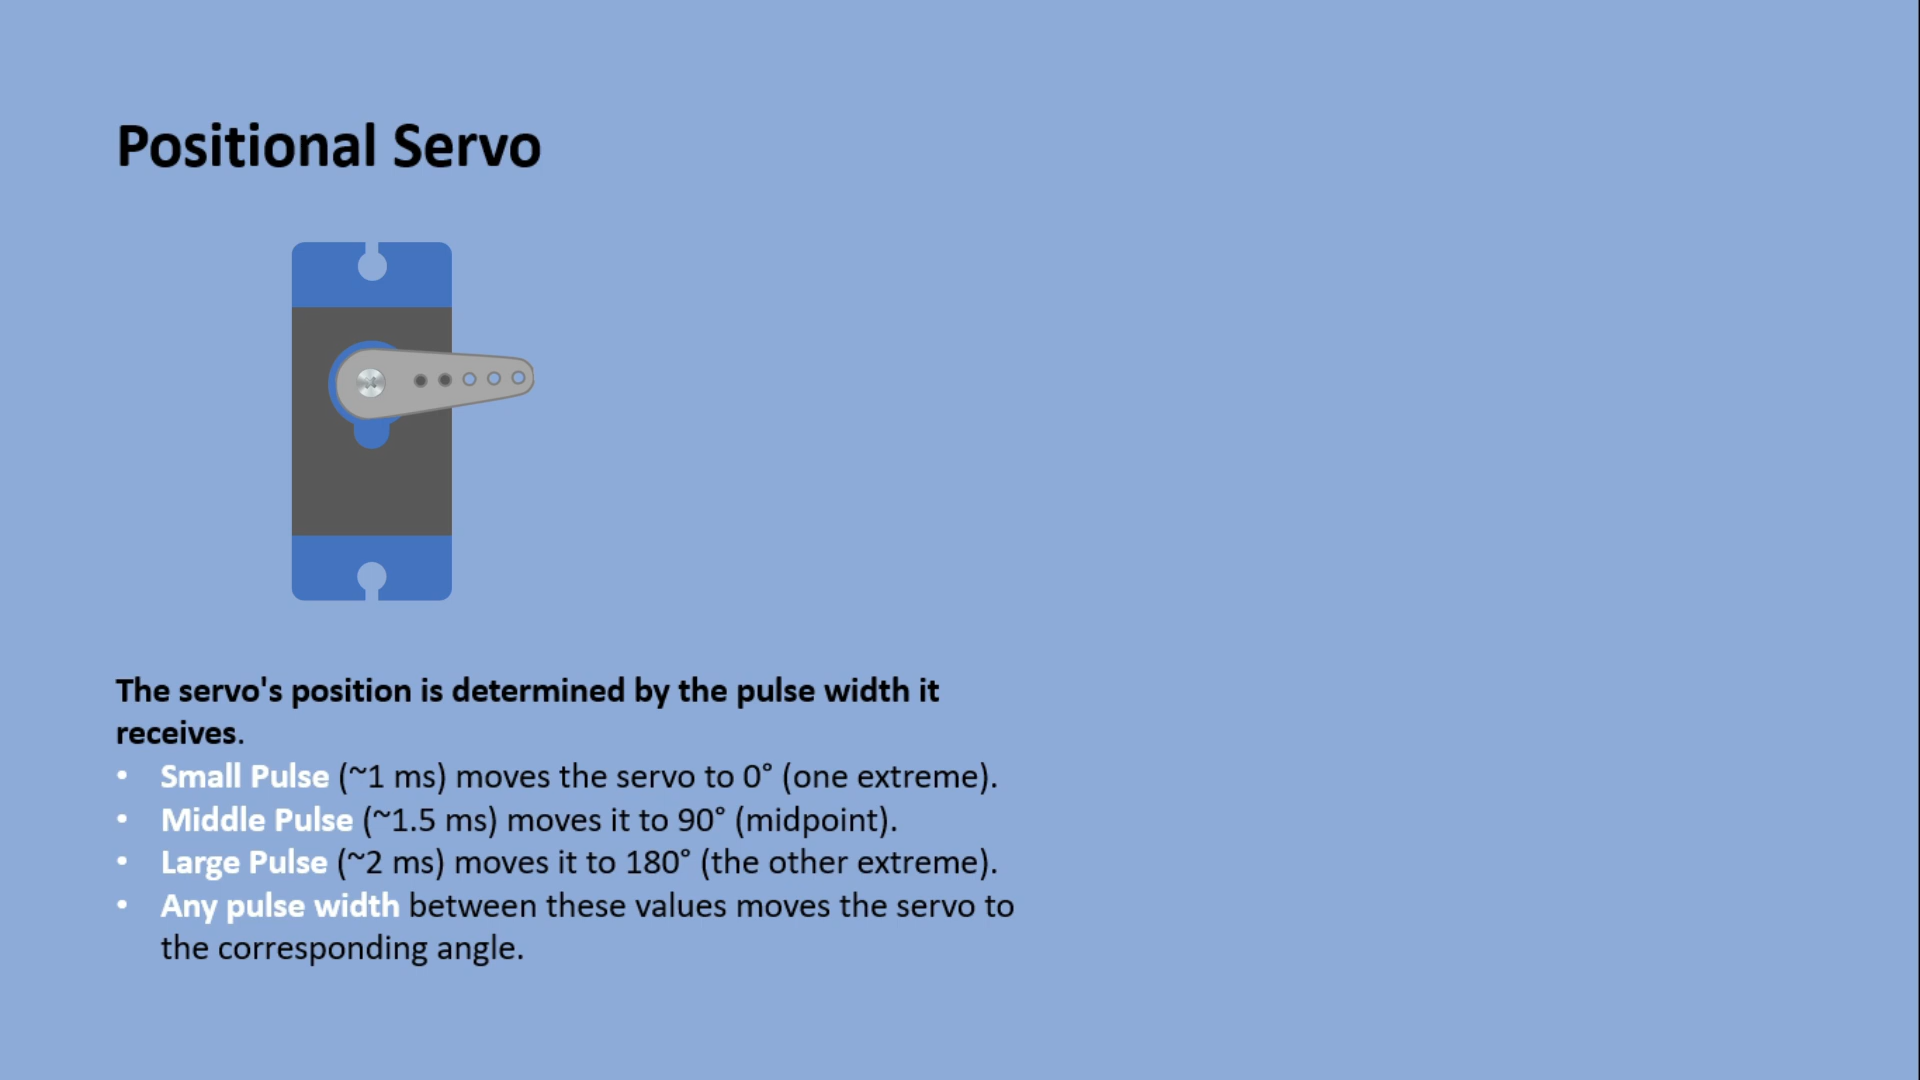 Positional Servo
The servo's position is determined by the pulse width it
receives.
• Small Pulse (~1 ms) moves the servo to 0° (one extreme).
• Middle Pulse (~1.5 ms) moves it to 90° (midpoint).
• Large Pulse (~2 ms) moves it to 180° (the other extreme).
• Any pulse width between these values moves the servo to
the corresponding angle.